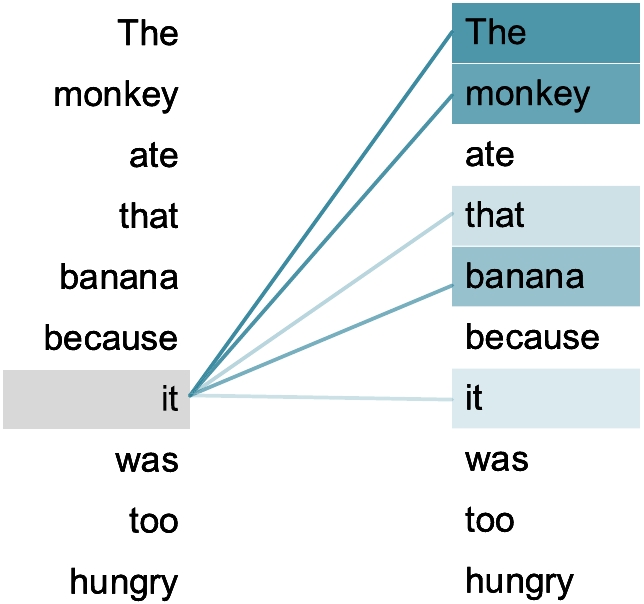 The The
monkey monkey
ate ate
that that
banana banana
because because
it it
was was
too too
hungry hungry